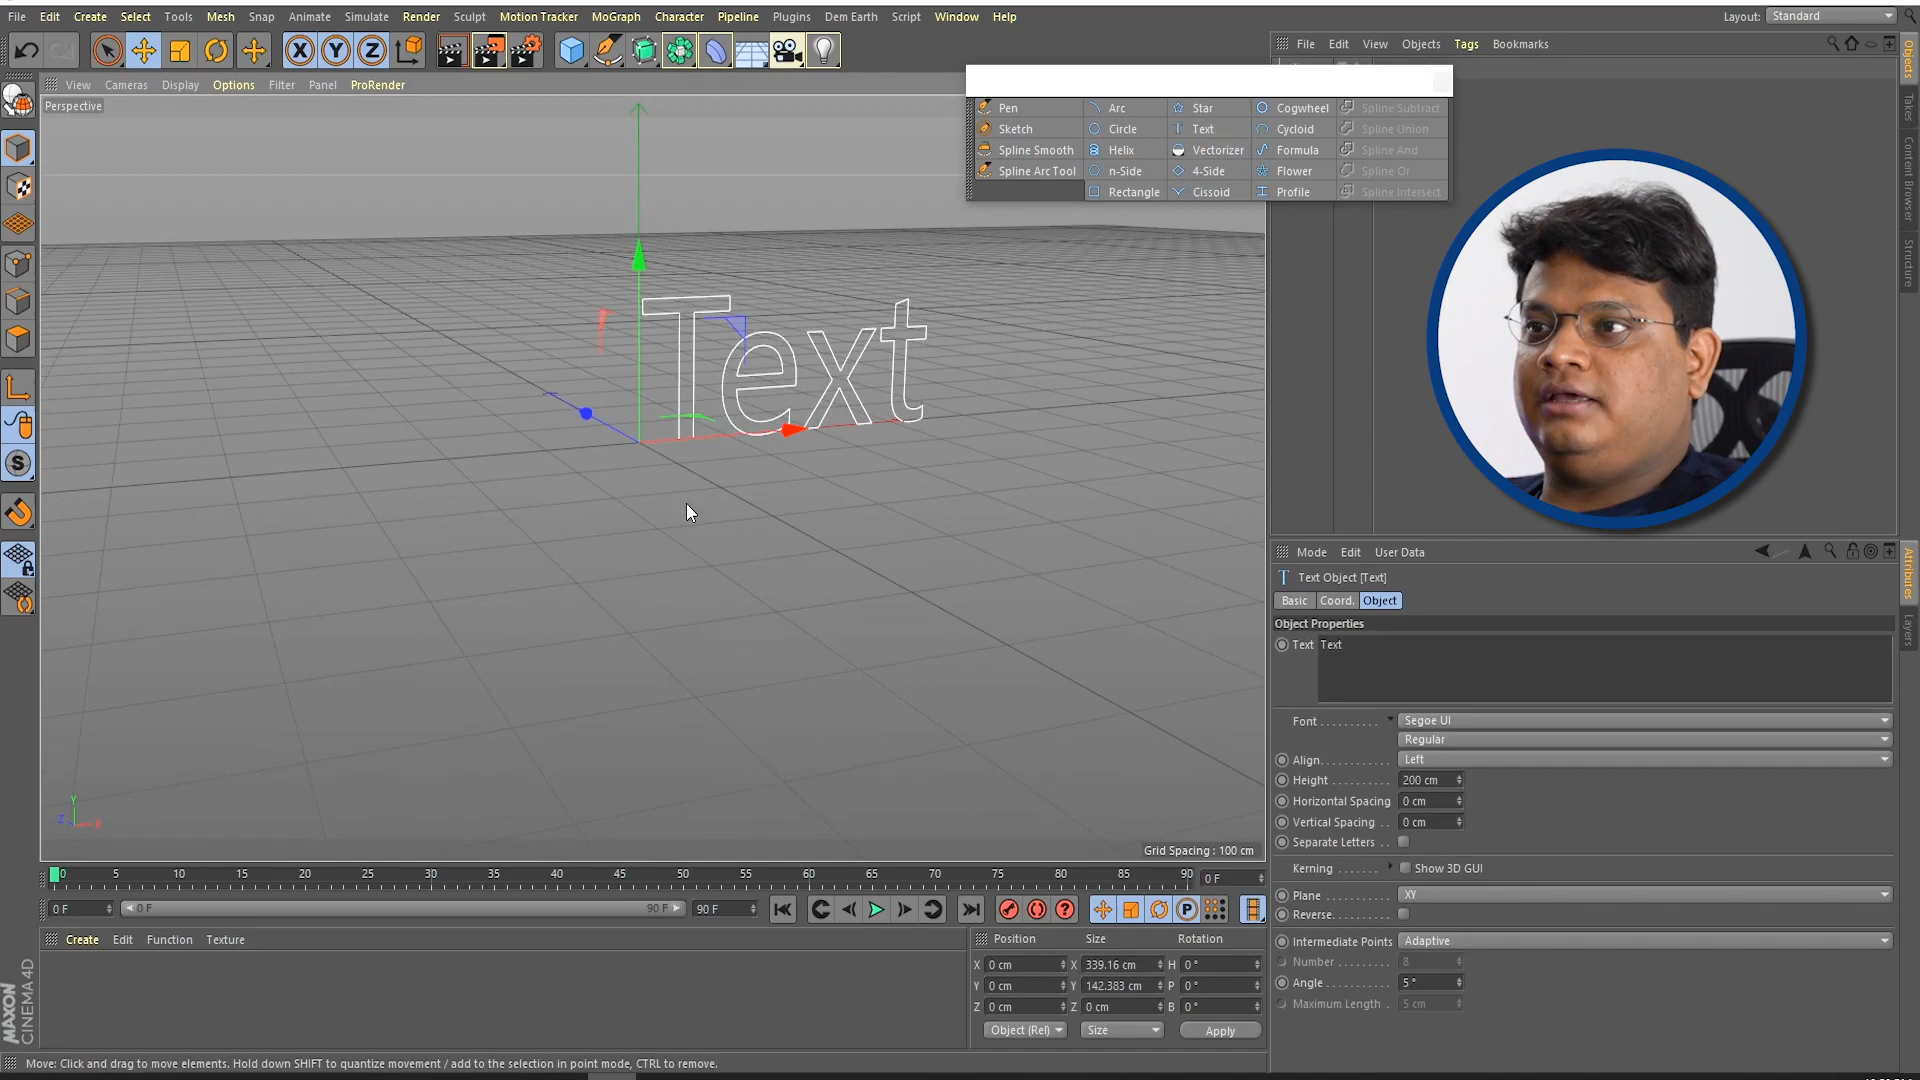 File Edit Create Select Tools Mesh Snap Animate Simulate Render Sculpt Motion Tracker MoGraph Character Pipeline Plugins Dem Earth Script Window Help
Layout: Standard
X Y Z
File Edit View Objects Tags Bookmarks
View Cameras Display Options Filter Panel ProRender
Perspective
Pen Arc Star Cogwheel Spline Subtract
Sketch Circle Text Cycloid Spline Union
Spline Smooth Helix Vectorizer Formula Spline And
Spline Arc Tool n-Side 4-Side Flower Spline Or
Rectangle Cissoid Profile Spline Intersect
Objects
Takes
Content Browser
Structure
Text
S
Y
Z X
Grid Spacing : 100 cm
Mode Edit User Data
Attributes
Layers
Text Object [Text]
Basic Coord. Object
Object Properties
Text Text
Font . . . . . . . . . . Segoe UI
Regular
Align. . . . . . . . . . . . Left
Height . . . . . . . . . . 200 cm
Horizontal Spacing 0 cm
Vertical Spacing . . 0 cm
Separate Letters . .
Kerning . . . . . . . Show 3D GUI
Plane . . . . . . . . . . . XY
Reverse. . . . . . . . . .
Intermediate Points Adaptive
Number . . . . . . . . . 8
Angle . . . . . . . . . . . 5 °
Maximum Length . 5 cm
0 5 10 15 20 25 30 35 40 45 50 55 60 65 70 75 80 85 90 0 F
0 F 0 F 90 F 90 F
P
Create Edit Function Texture
Position Size Rotation
X 0 cm X 339.16 cm H 0 °
Y 0 cm Y 142.383 cm P 0 °
Z 0 cm Z 0 cm B 0 °
Object (Rel) Size Apply
MAXON
CINEMA 4D
Move: Click and drag to move elements. Hold down SHIFT to quantize movement / add to the selection in point mode, CTRL to remove.